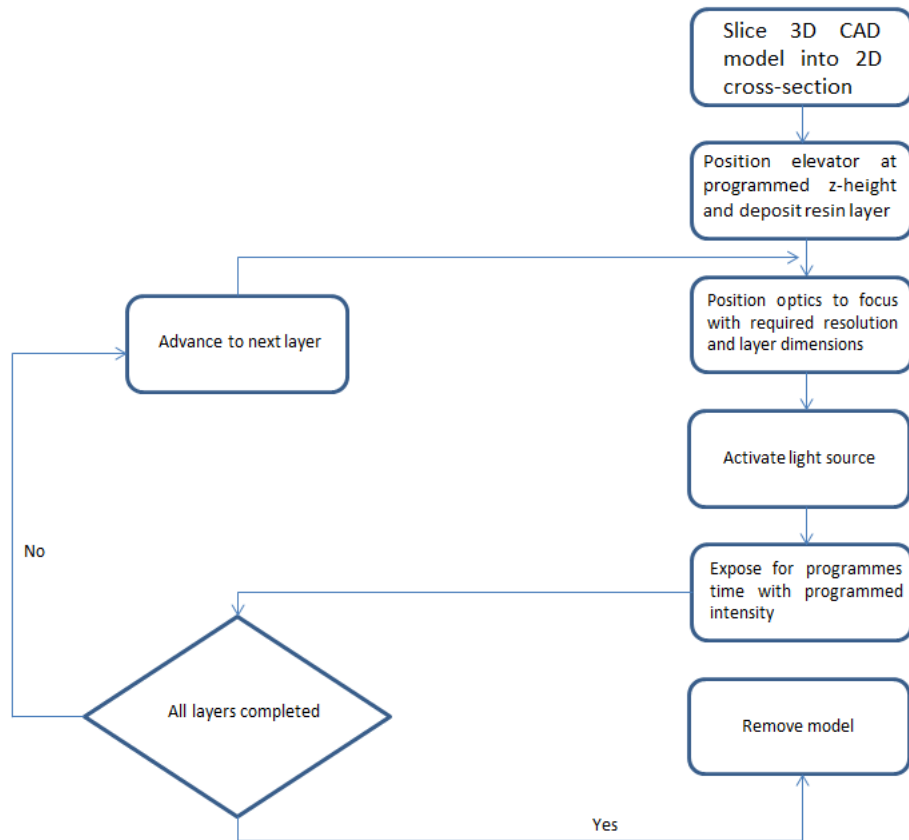 Slice 3D CAD
model into 2D
cross-section
Position elevator at
programmed z-height
and deposit resin layer
Position optics to focus
with required resolution
and layer dimensions
Advance to next layer
Activate light source
No
Expose for programmes
time with programmed
intensity
All layers completed
Remove model
Yes